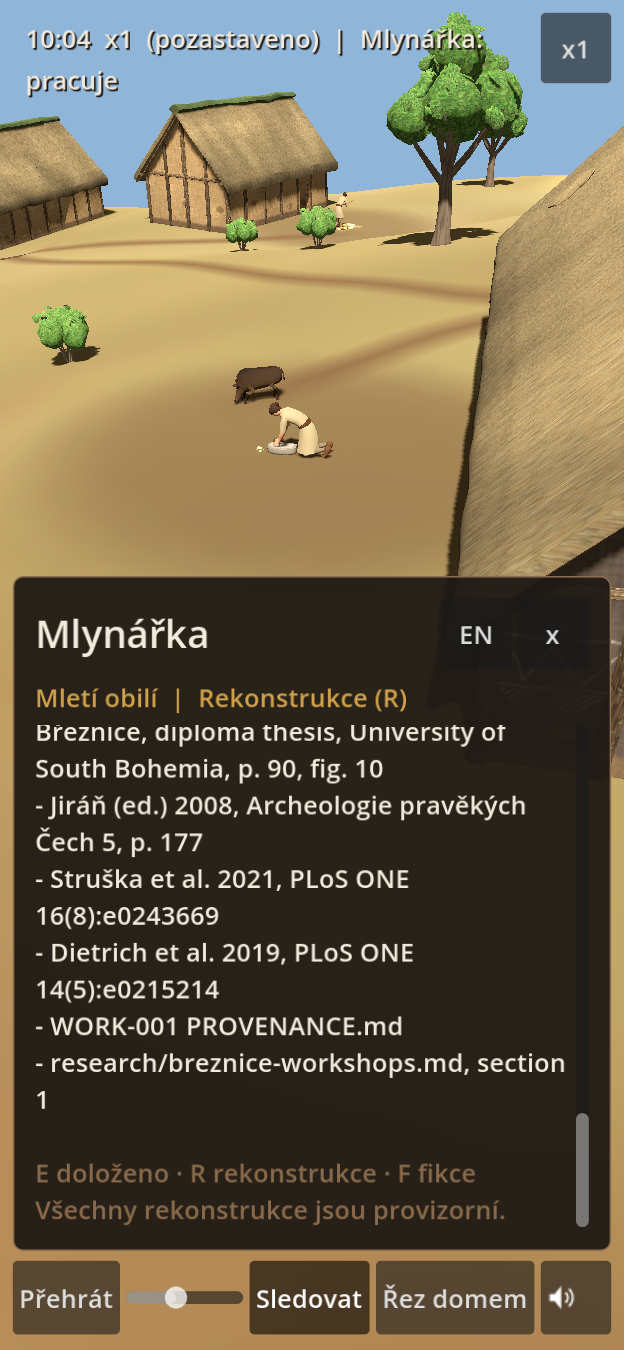 10:04 x1 (pozastaveno) | Mlynářka:
pracuje
x1
Mlynářka
EN
x
Mletí obilí | Rekonstrukce (R)
Březnice, diploma thesis, University of
South Bohemia, p. 90, fig. 10
- Jiráň (ed.) 2008, Archeologie pravěkých
Čech 5, p. 177
- Struška et al. 2021, PLoS ONE
16(8):e0243669
- Dietrich et al. 2019, PLoS ONE
14(5):e0215214
- WORK-001 PROVENANCE.md
- research/breznice-workshops.md, section
1
E doloženo · R rekonstrukce · F fikce
Všechny rekonstrukce jsou provizorní.
Přehrát
Sledovat
Řez domem